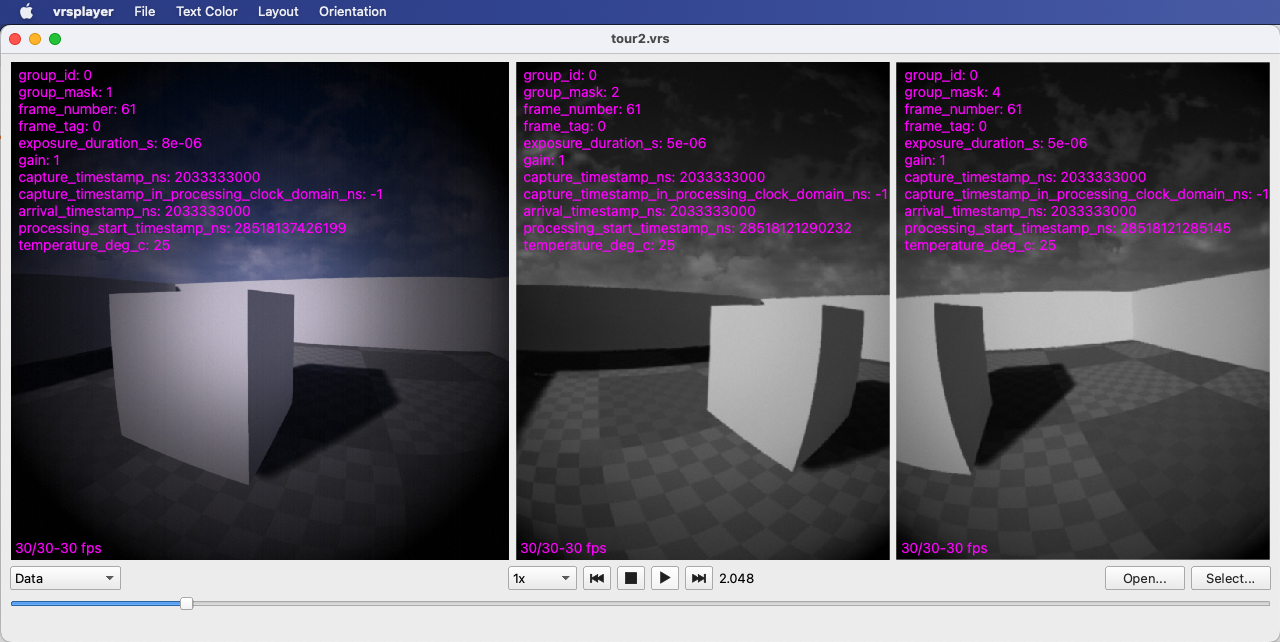 vrsplayer File Text Color Layout Orientation
tour2.vrs
group_id: 0
group_mask: 1
frame_number: 61
frame_tag: 0
exposure_duration_s: 8e-06
gain: 1
capture_timestamp_ns: 2033333000
capture_timestamp_in_processing_clock_domain_ns: -1
arrival_timestamp_ns: 2033333000
processing_start_timestamp_ns: 28518137426199
temperature_deg_c: 25
30/30-30 fps
group_id: 0
group_mask: 2
frame_number: 61
frame_tag: 0
exposure_duration_s: 5e-06
gain: 1
capture_timestamp_ns: 2033333000
capture_timestamp_in_processing_clock_domain_ns: -1
arrival_timestamp_ns: 2033333000
processing_start_timestamp_ns: 28518121290232
temperature_deg_c: 25
30/30-30 fps
group_id: 0
group_mask: 4
frame_number: 61
frame_tag: 0
exposure_duration_s: 5e-06
gain: 1
capture_timestamp_ns: 2033333000
capture_timestamp_in_processing_clock_domain_ns: -1
arrival_timestamp_ns: 2033333000
processing_start_timestamp_ns: 28518121285145
temperature_deg_c: 25
30/30-30 fps
Data 1x 2.048 Open... Select...